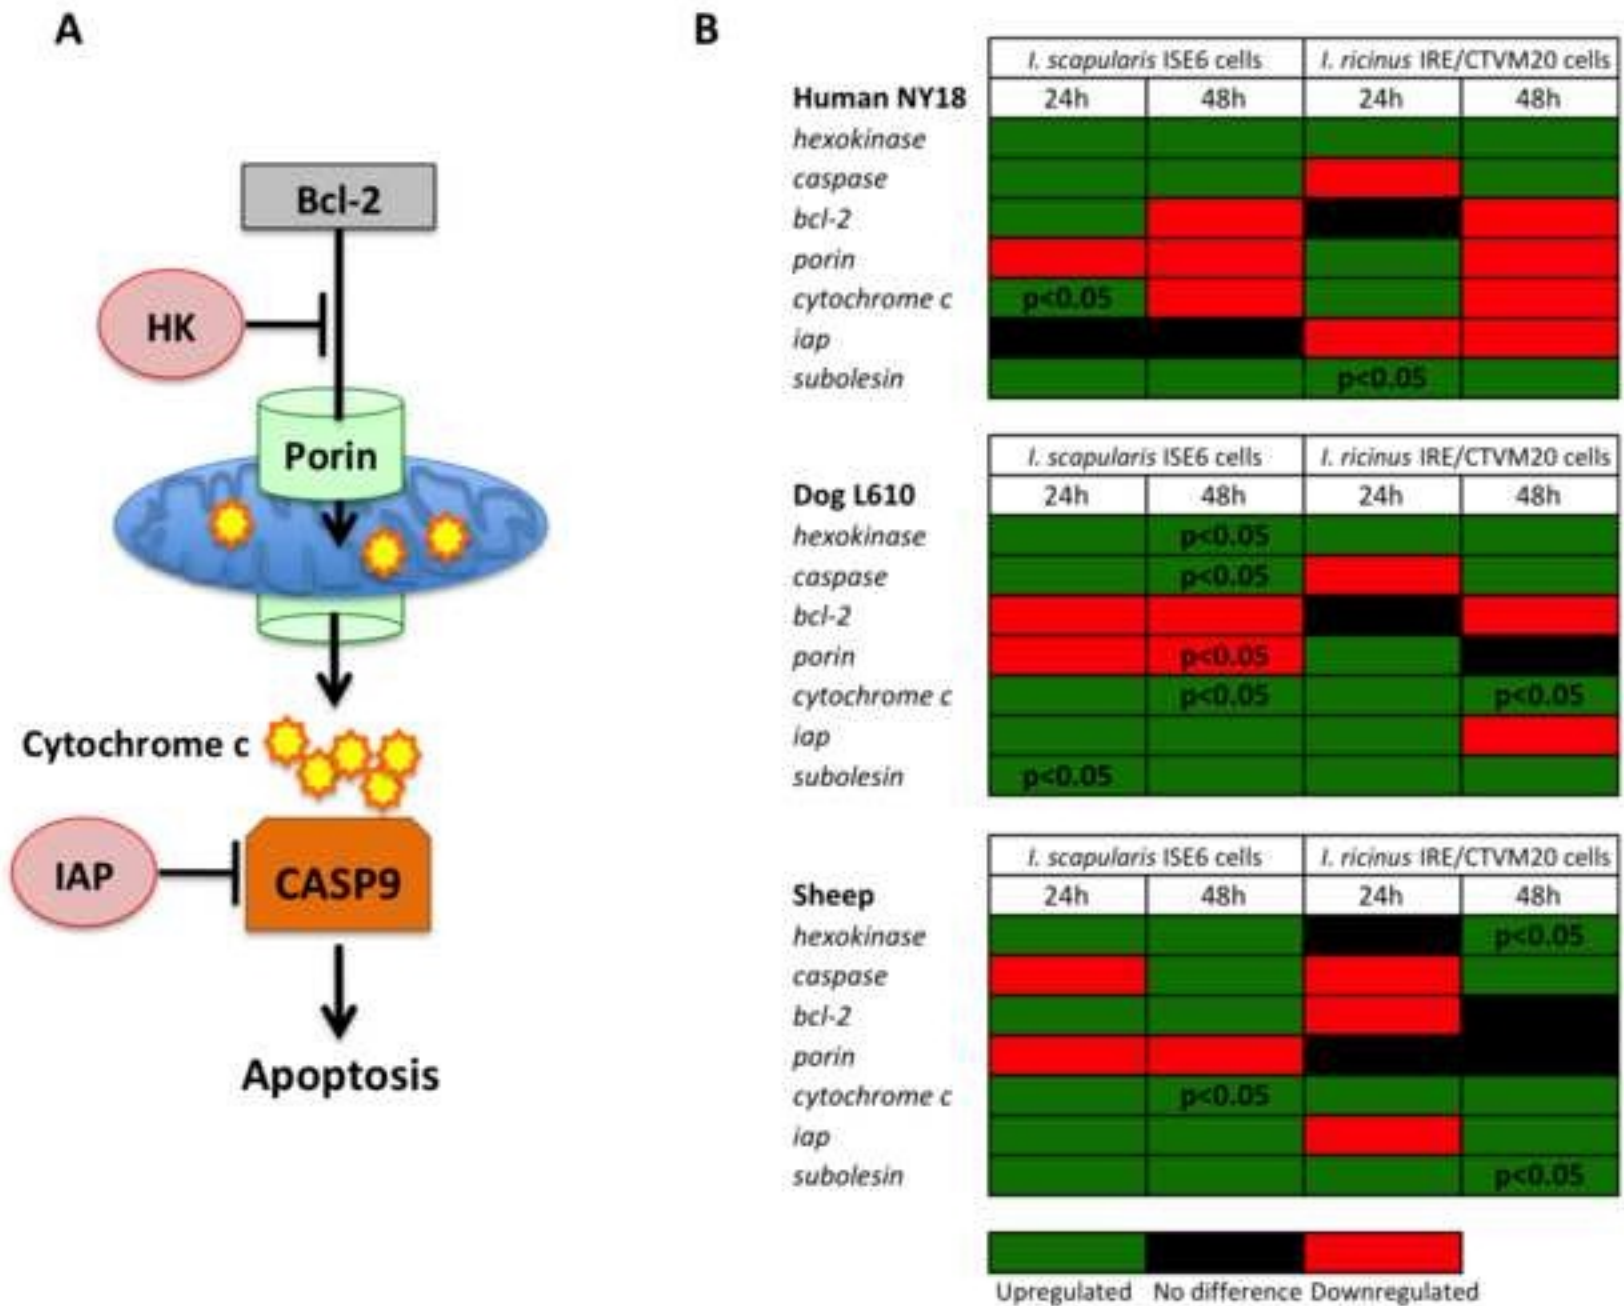 A
Bcl-2
HK
Porin
Cytochrome c
IAP
CASP9
Apoptosis
B
I. scapularis ISE6 cells I. ricinus IRE/CTVM20 cells
Human NY18 24h 48h 24h 48h
hexokinase
caspase
bcl-2
porin
cytochrome c p<0.05
iap
subolesin p<0.05
I. scapularis ISE6 cells I. ricinus IRE/CTVM20 cells
Dog L610 24h 48h 24h 48h
hexokinase p<0.05
caspase p<0.05
bcl-2
porin p<0.05
cytochrome c p<0.05 p<0.05
iap
subolesin p<0.05
I. scapularis ISE6 cells I. ricinus IRE/CTVM20 cells
Sheep 24h 48h 24h 48h
hexokinase p<0.05
caspase
bcl-2
porin
cytochrome c p<0.05
iap
subolesin p<0.05
Upregulated No difference Downregulated